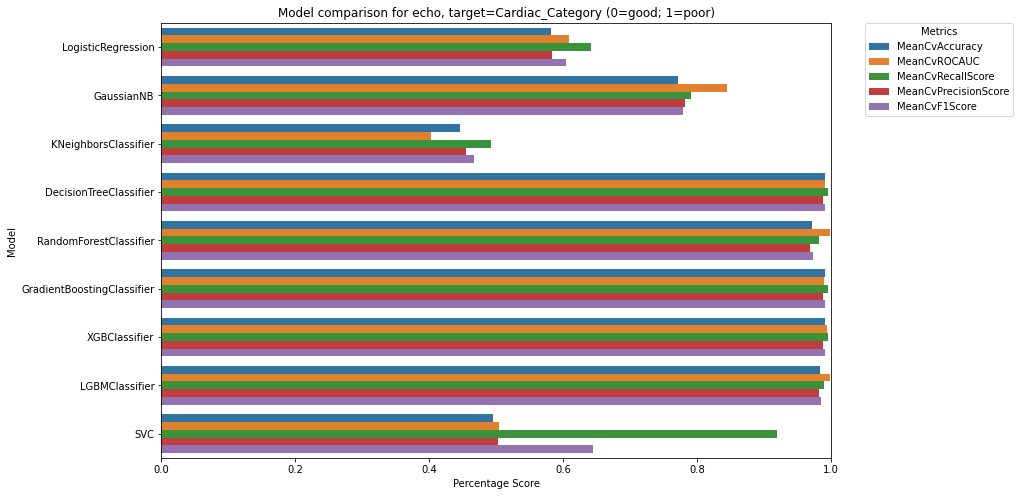 Model comparison for echo, target=Cardiac_Category (0=good; 1=poor)
Metrics
MeanCvAccuracy
MeanCvROCAUC
MeanCvRecallScore
MeanCvPrecisionScore
MeanCvF1Score
Model
LogisticRegression
GaussianNB
KNeighborsClassifier
DecisionTreeClassifier
RandomForestClassifier
GradientBoostingClassifier
XGBClassifier
LGBMClassifier
SVC
0.0 0.2 0.4 0.6 0.8 1.0
Percentage Score